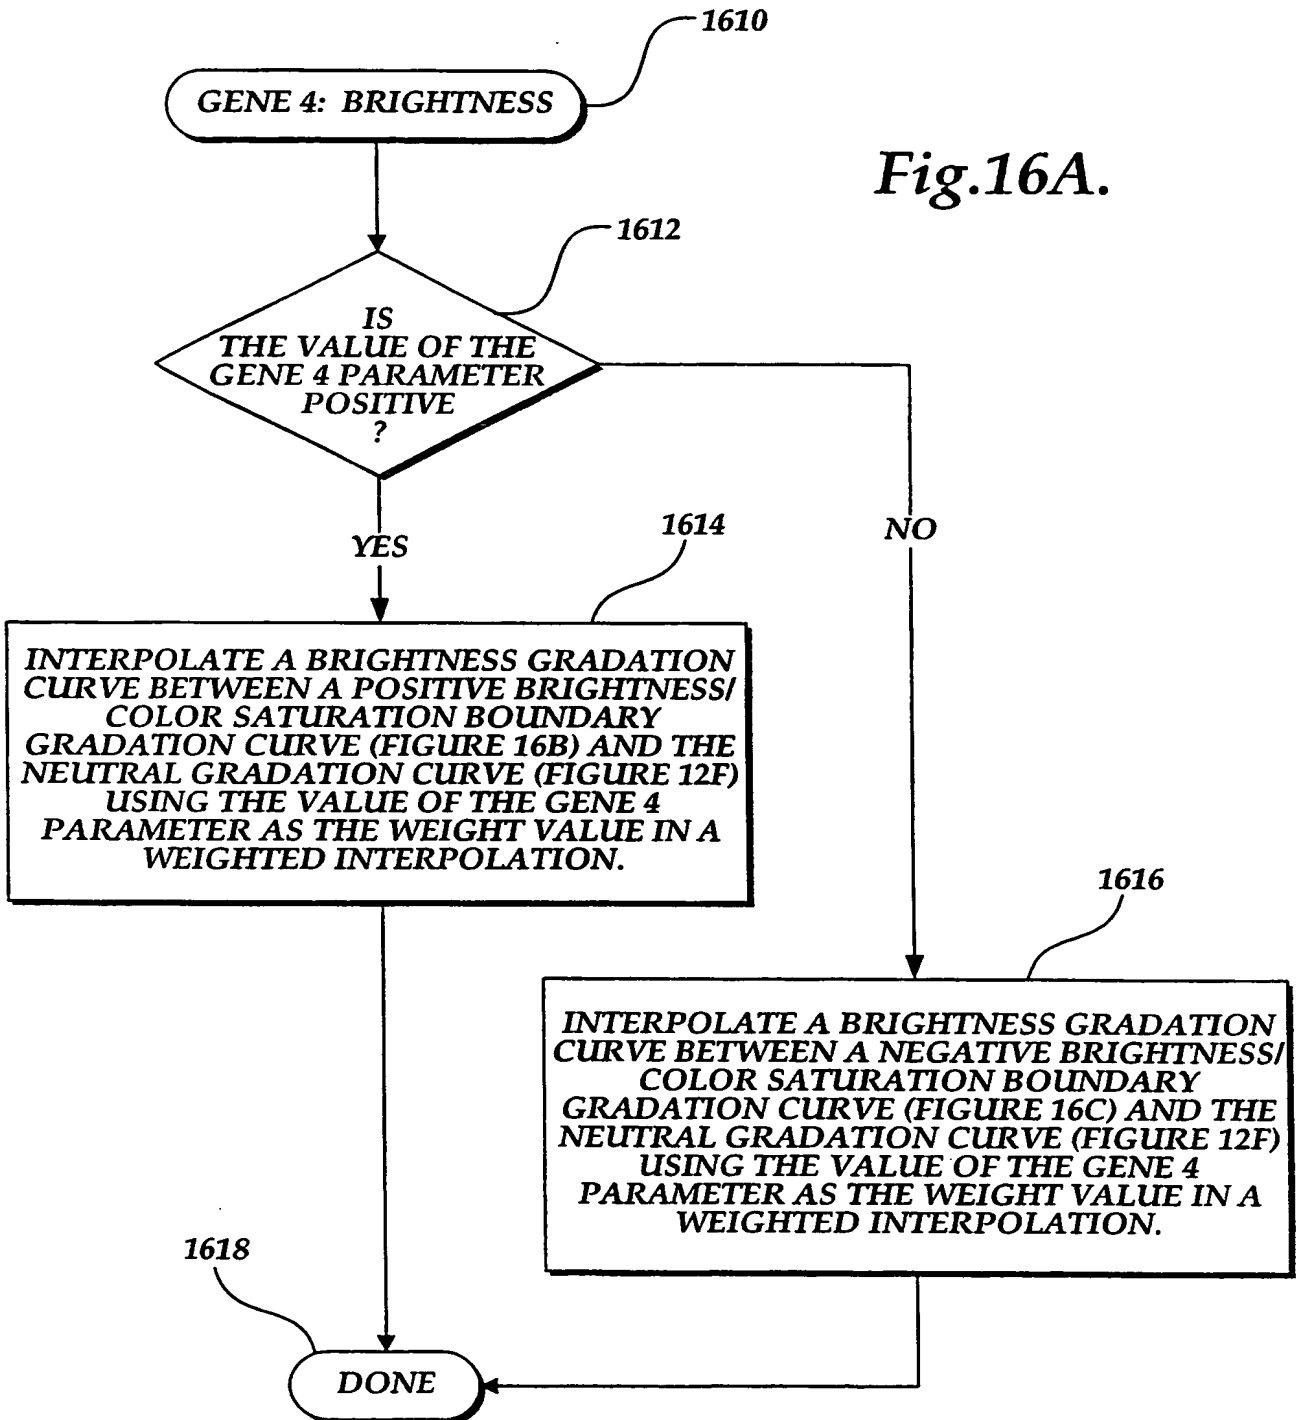 1610
GENE 4: BRIGHTNESS
Fig.16A.
1612
IS
THE VALUE OF THE
GENE 4 PARAMETER
POSITIVE
?
YES
NO
1614
INTERPOLATE A BRIGHTNESS GRADATION
CURVE BETWEEN A POSITIVE BRIGHTNESS/
COLOR SATURATION BOUNDARY
GRADATION CURVE (FIGURE 16B) AND THE
NEUTRAL GRADATION CURVE (FIGURE 12F)
USING THE VALUE OF THE GENE 4
PARAMETER AS THE WEIGHT VALUE IN A
WEIGHTED INTERPOLATION.
1616
INTERPOLATE A BRIGHTNESS GRADATION
CURVE BETWEEN A NEGATIVE BRIGHTNESS/
COLOR SATURATION BOUNDARY
GRADATION CURVE (FIGURE 16C) AND THE
NEUTRAL GRADATION CURVE (FIGURE 12F)
USING THE VALUE OF THE GENE 4
PARAMETER AS THE WEIGHT VALUE IN A
WEIGHTED INTERPOLATION.
1618
DONE